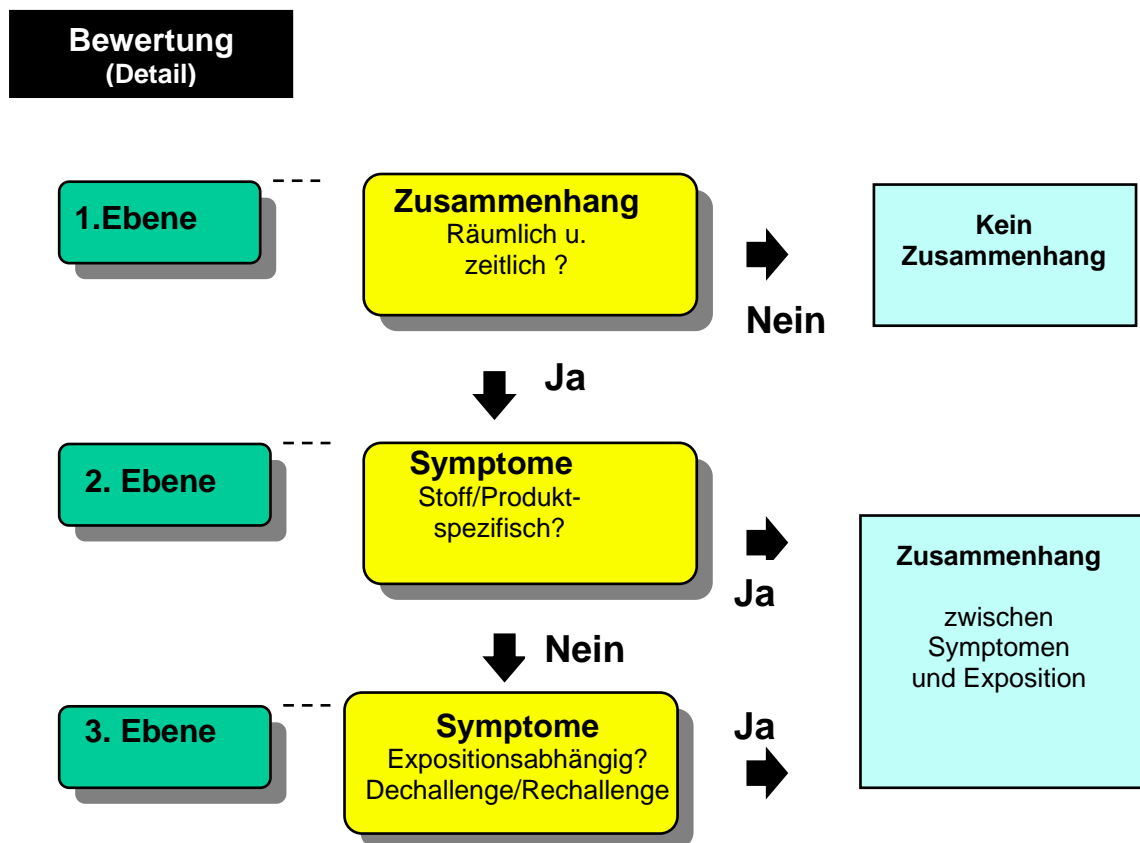 Bewertung
(Detail)
1.Ebene
Zusammenhang
Räumlich u.
zeitlich ?
Nein
Kein
Zusammenhang
Ja
2. Ebene
Symptome
Stoff/Produkt-
spezifisch?
Ja
Zusammenhang
zwischen
Symptomen
und Exposition
Nein
3. Ebene
Symptome
Expositionsabhängig?
Dechallenge/Rechallenge
Ja